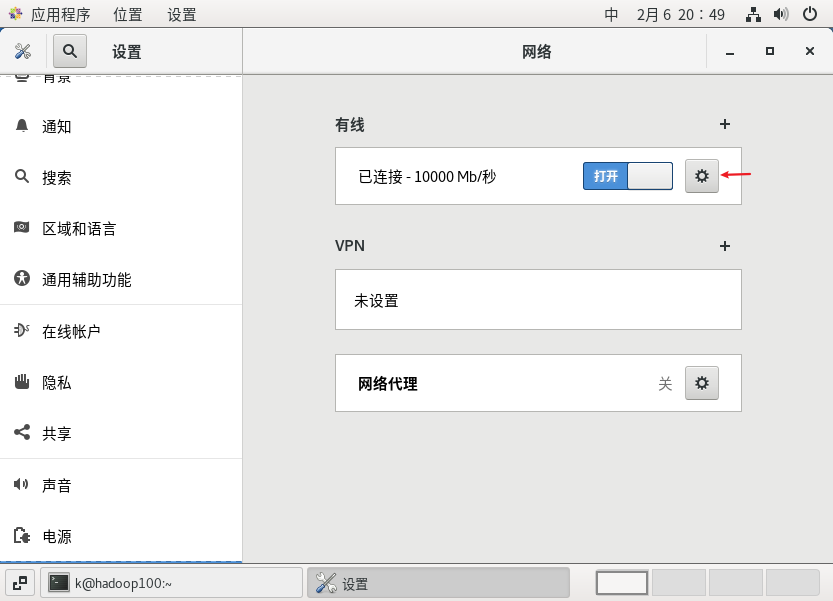 应用程序 位置 设置 中 2月 6 20：49
设置 网络
背景
通知
搜索
区域和语言
通用辅助功能
在线帐户
隐私
共享
声音
电源
有线
已连接 - 10000 Mb/秒 打开
VPN
未设置
网络代理 关
k@hadoop100:~ 设置